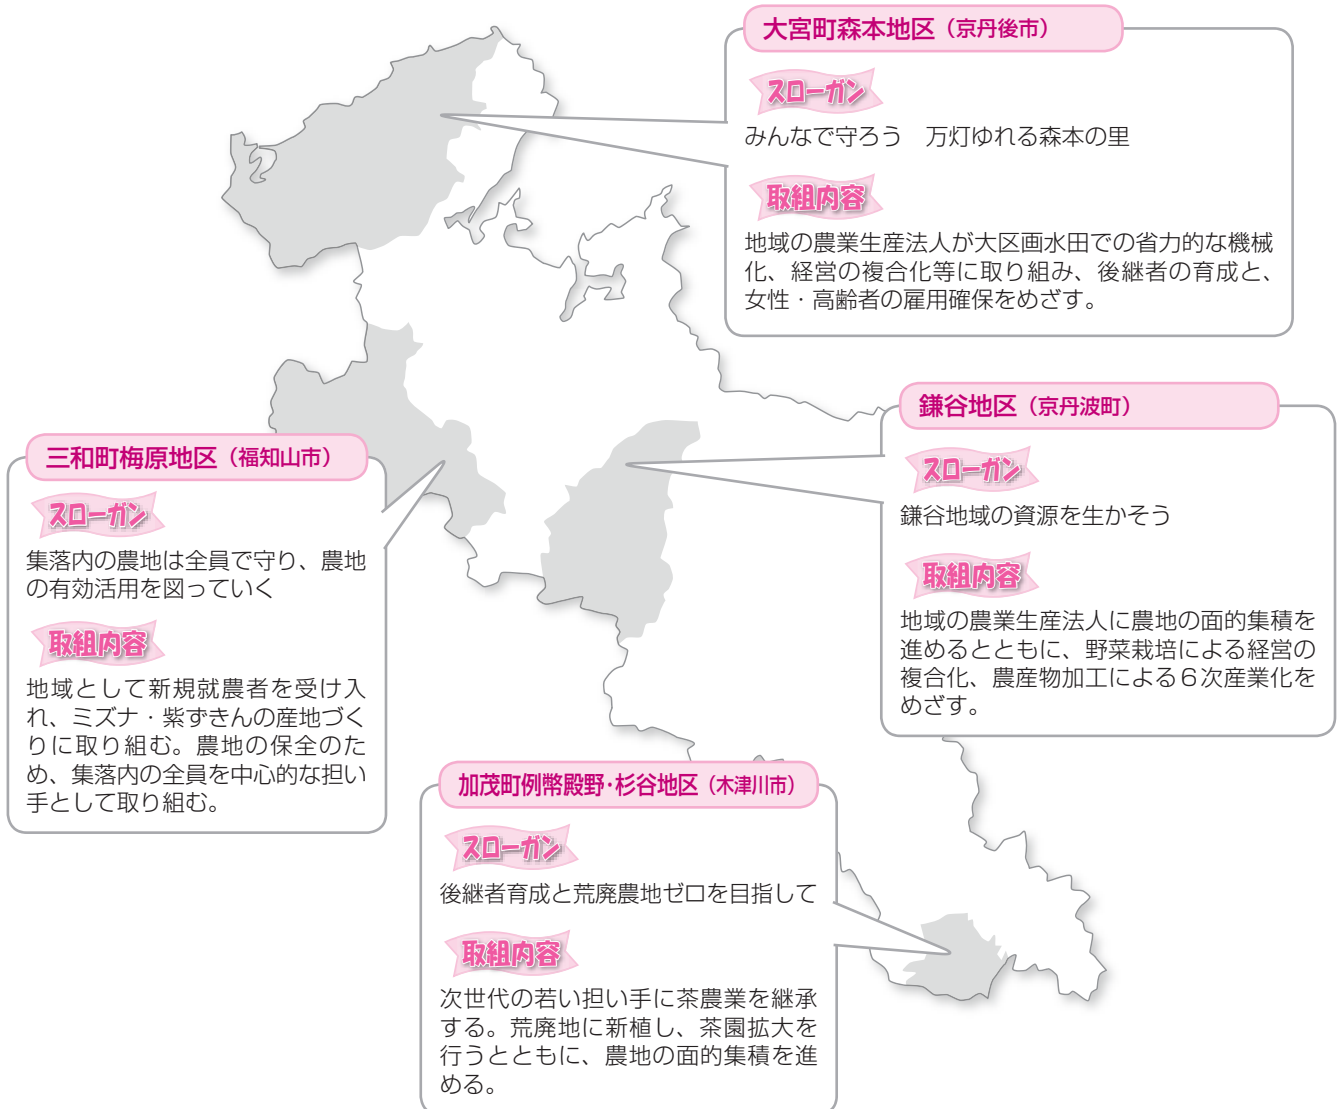 大宮町森本地区（京丹後市）
スローガン
みんなで守ろう　万灯ゆれる森本の里
取組内容
地域の農業生産法人が大区画水田での省力的な機械
化、経営の複合化等に取り組み、後継者の育成と、
女性・高齢者の雇用確保をめざす。
鎌谷地区（京丹波町）
スローガン
鎌谷地域の資源を生かそう
取組内容
地域の農業生産法人に農地の面的集積を
進めるとともに、野菜栽培による経営の
複合化、農産物加工による６次産業化を
めざす。
三和町梅原地区（福知山市）
スローガン
集落内の農地は全員で守り、農地
の有効活用を図っていく
取組内容
地域として新規就農者を受け入
れ、ミズナ・紫ずきんの産地づく
りに取り組む。農地の保全のた
め、集落内の全員を中心的な担い
手として取り組む。
加茂町例幣殿野・杉谷地区（木津川市）
スローガン
後継者育成と荒廃農地ゼロを目指して
取組内容
次世代の若い担い手に茶農業を継承
する。荒廃地に新植し、茶園拡大を
行うとともに、農地の面的集積を進
める。